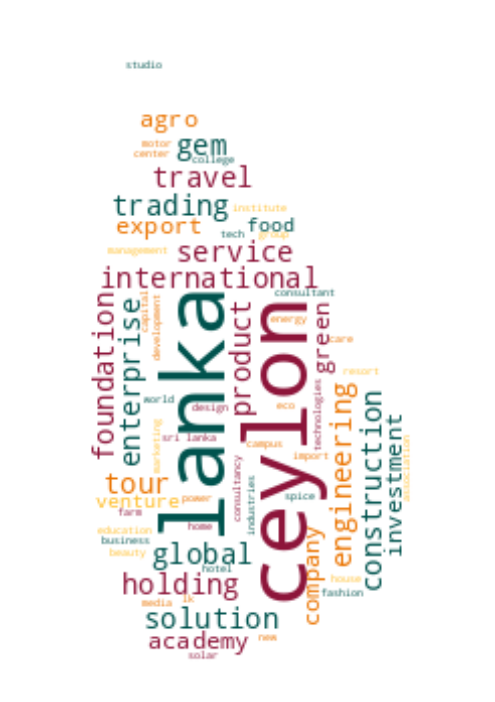 studio
agro
motor
gem
center
college
travel
trading
institute
export
food
tech
group
service
management
international
consultant
foundation
enterprise
capital
development
lanka
product
ceylon
green
energy
care
resort
world
design
eco
technologies
engineering
construction
investment
association
marketing
sri lanka
campus
import
consultancy
industries
tour
venture
power
spice
farm
home
education
business
beauty
global
hotel
company
holding
house
fashion
media
lk
solution
academy
new
solar